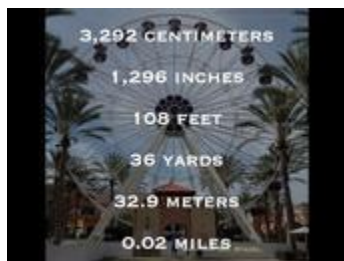 3,292 CENTIMETERS
1,296 INCHES
108 FEET
36 YARDS
32.9 METERS
0.02 MILES